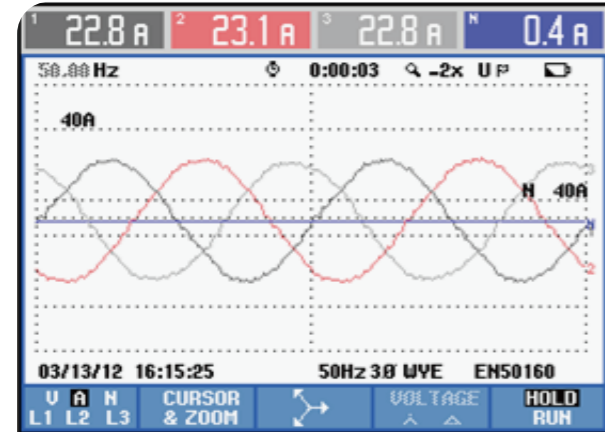 1 22.8 A 2 23.1 A 3 22.8 A N 0.4 A
50.00 Hz 0:00:03 -2x U
40A
3
N 40A
N
2
03/13/12 16:15:25 50Hz 3Ø WYE EN50160
V A N CURSOR VOLTAGE HOLD
L1 L2 L3 & ZOOM RUN